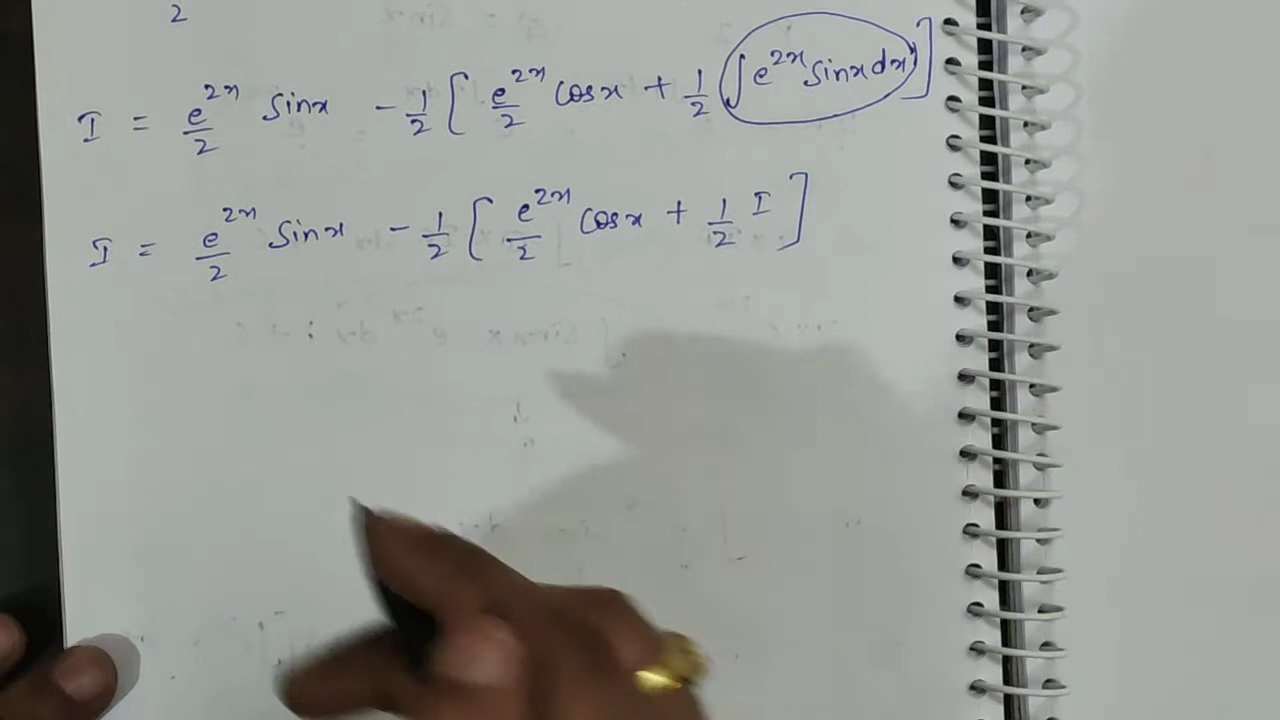 2
I = e^2x/2 Sinx - 1/2 [ e^2x/2 Cosx + 1/2 ∫e^2x Sinx dx ]
I = e^2x/2 Sinx - 1/2 [ e^2x/2 Cosx + 1/2 I ]